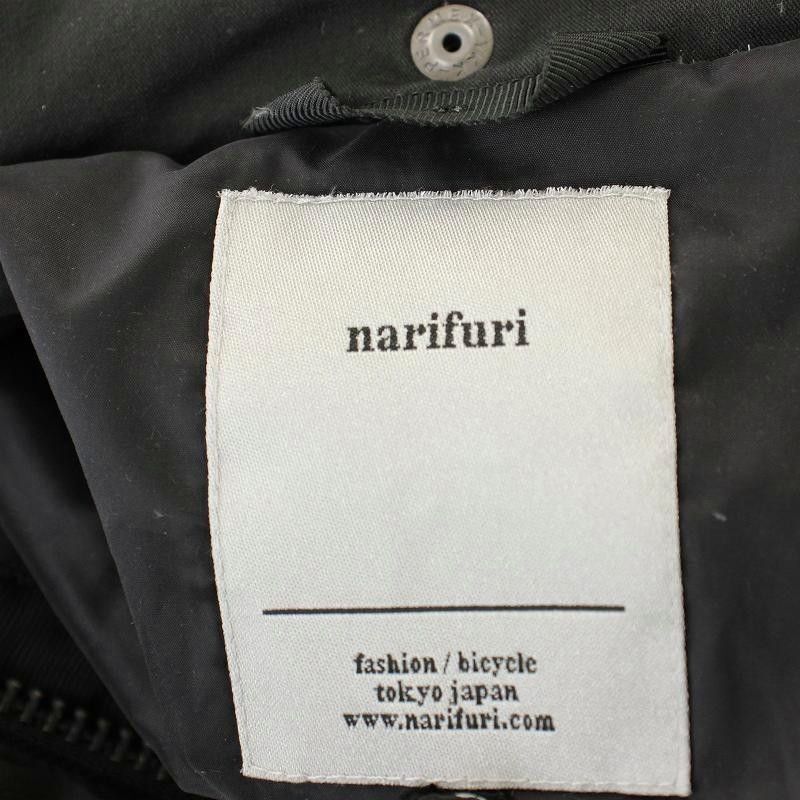 narifuri
fashion / bicycle
tokyo japan
www.narifuri.com